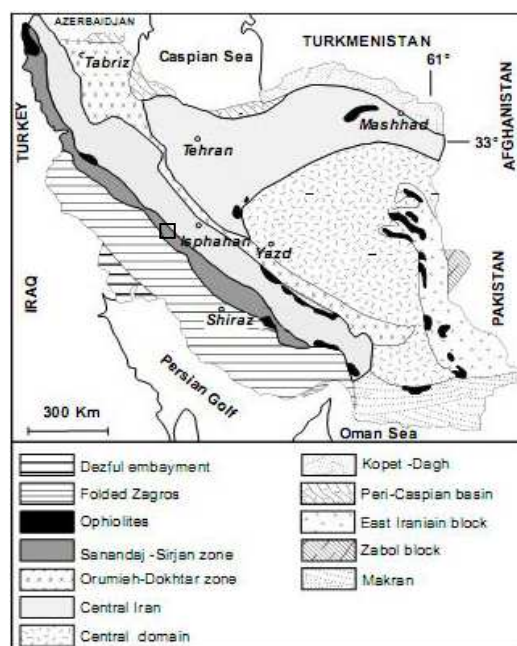 AZERBAIDJAN
TURKMENISTAN
Caspian Sea
61°
Tabriz
Mashhad
AFGHANISTAN
TURKEY
Tehran
33°
Isphahan
Yazd
IRAQ
PAKISTAN
Shiraz
Persian Golf
300 Km
Oman Sea
Dezful embayment
Folded Zagros
Ophiolites
Sanandaj -Sirjan zone
Orumieh-Dokhtar zone
Central Iran
Central domain
Kopet -Dagh
Peri-Caspian basin
East Iraniain block
Zabol block
Makran